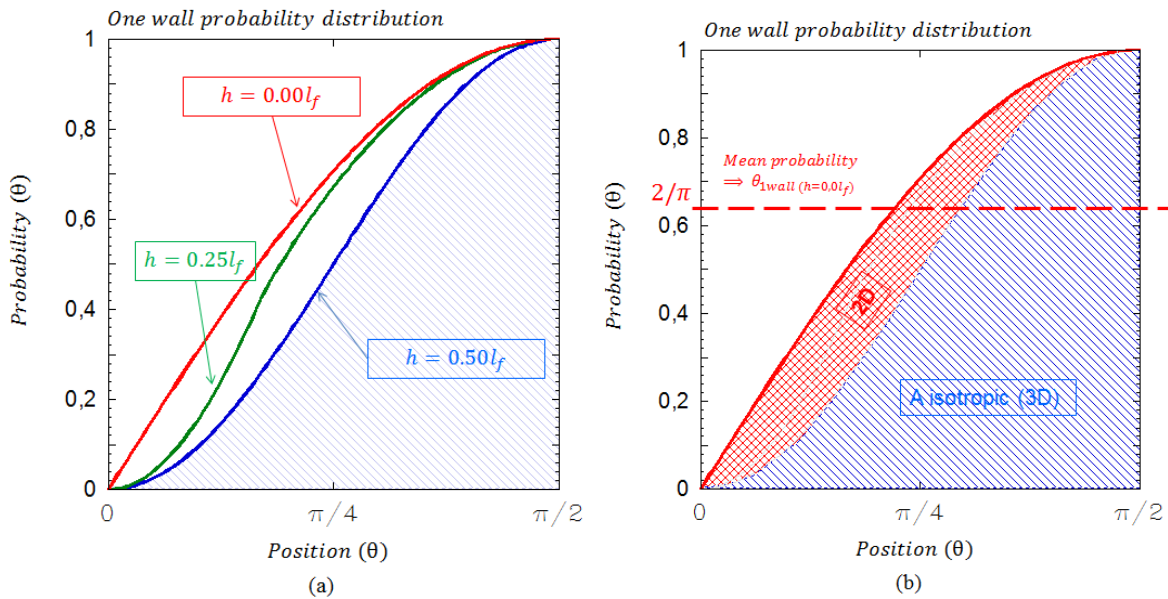 One wall probability distribution
1
0,8
0,6
0,4
0,2
0
Probability (θ)
h = 0.00l_f
h = 0.25l_f
h = 0.50l_f
0
π/4
π/2
Position (θ)
(a)
One wall probability distribution
1
0,8
0,6
0,4
0,2
0
Probability (θ)
2/π
Mean probability
⟹ θ_1wall (h=0,0l_f)
2D
A isotropic (3D)
0
π/4
π/2
Position (θ)
(b)